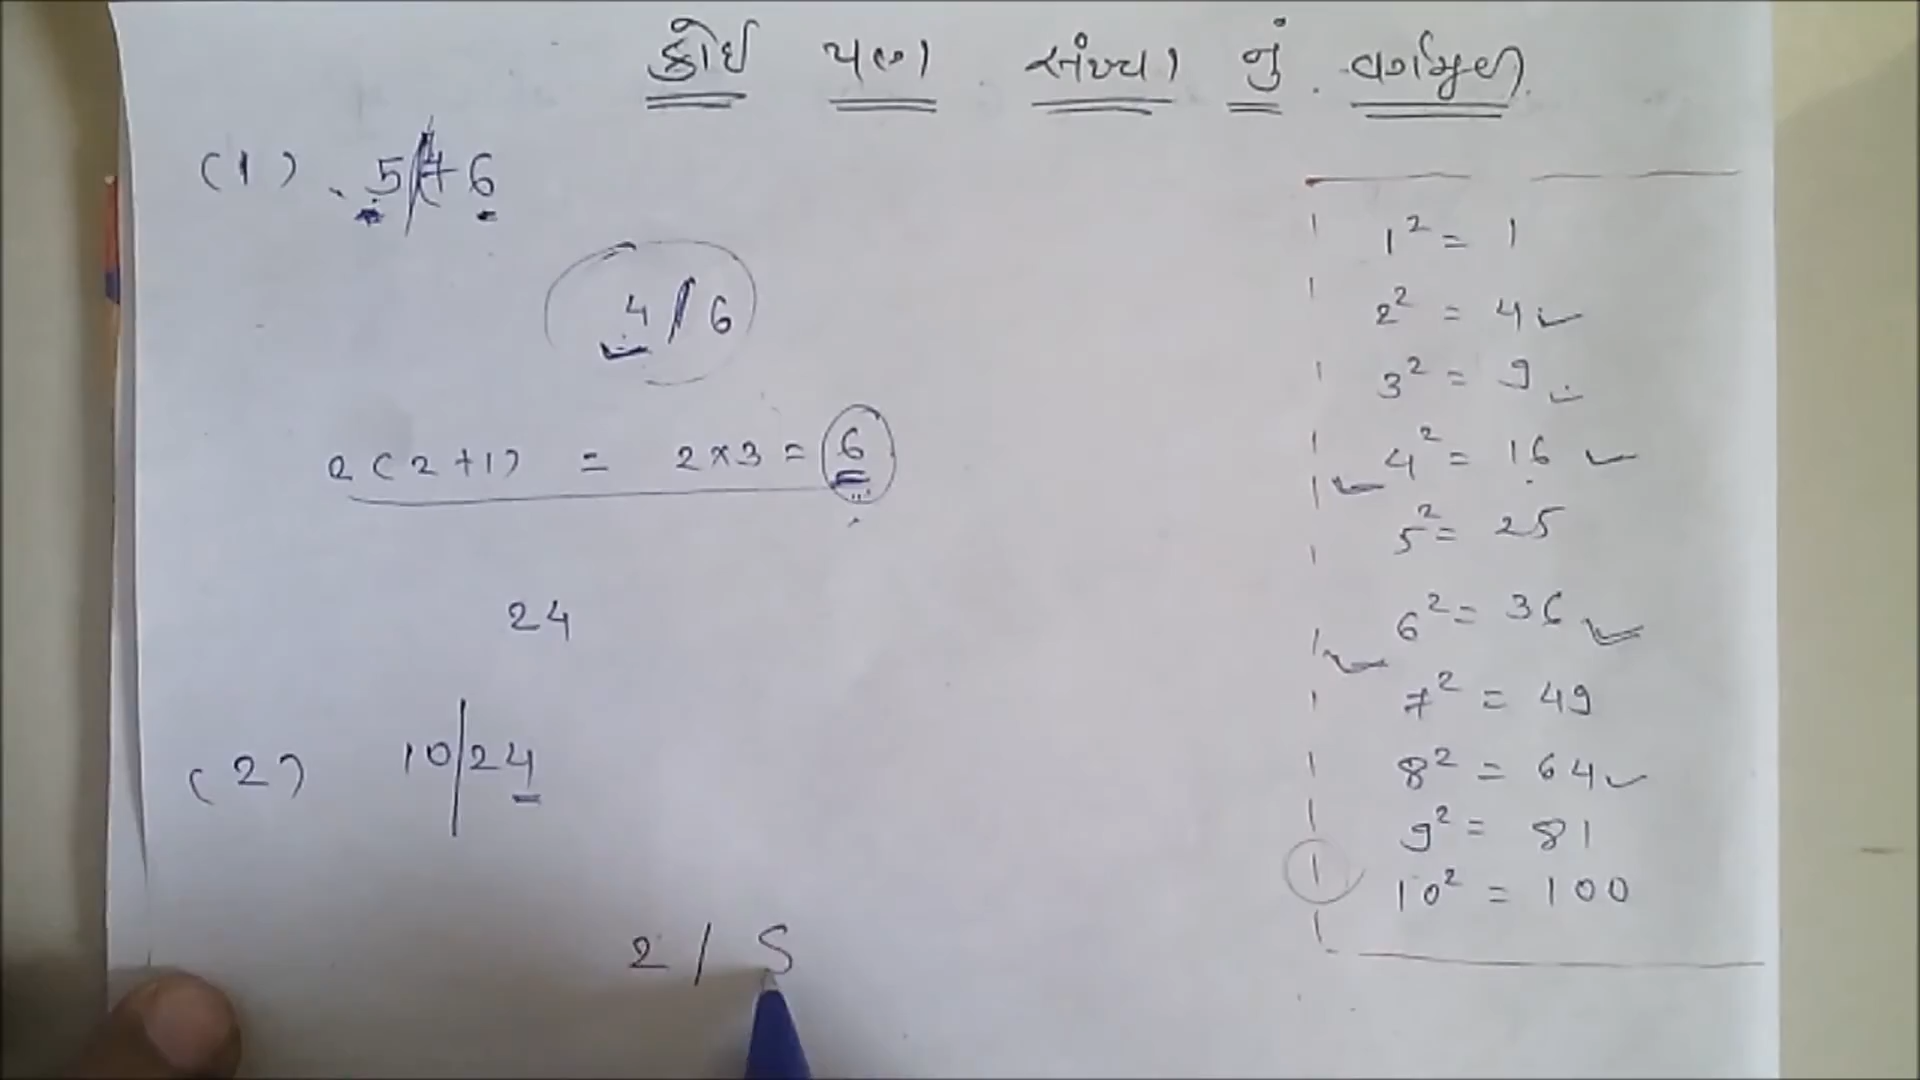 કોઈ પણ સંખ્યા નું વર્ગમૂળ
(1) 5/76
4/6
2(2+1) = 2×3 = 6
24
(2) 10/24
2/
1² = 1
2² = 4
3² = 9
4² = 16
5² = 25
6² = 36
7² = 49
8² = 64
9² = 81
10² = 100